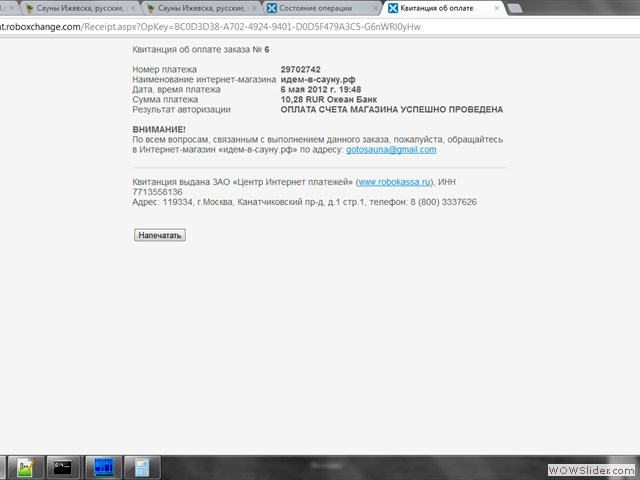 Сауны Ижевска, русские,
Сауны Ижевска, русские,
Состояние операции
Квитанция об оплате
nt.roboxchange.com/Receipt.aspx?OpKey=BC0D3D38-A702-4924-9401-D0D5F479A3C5-G6nWRl0yHw
Квитанция об оплате заказа № 6
Номер платежа 29702742
Наименование интернет-магазина идем-в-сауну.рф
Дата, время платежа 6 мая 2012 г. 19:48
Сумма платежа 10,28 RUR Океан Банк
Результат авторизации ОПЛАТА СЧЕТА МАГАЗИНА УСПЕШНО ПРОВЕДЕНА
ВНИМАНИЕ!
По всем вопросам, связанным с выполнением данного заказа, пожалуйста, обращайтесь
в Интернет-магазин «идем-в-сауну.рф» по адресу: gotosauna@gmail.com
Квитанция выдана ЗАО «Центр Интернет платежей» (www.robokassa.ru), ИНН
7713558136
Адрес: 119334, г.Москва, Канатчиковский пр-д, д.1 стр.1, телефон: 8 (800) 3337626
Напечатать
WOWSlider.com